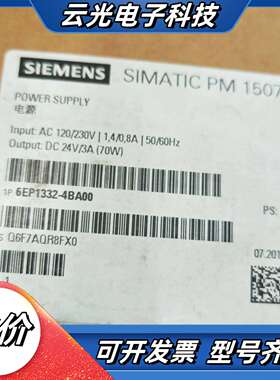 云光电子科技
SIEMENS
SIMATIC PM 1507
POWER SUPPLY
电源
Input: AC 120/230V | 1,4/0,8A | 50/60Hz
Output: DC 24V/3A (70W)
1P 6EP1332-4BA00
PS:
S Q6F7AQR8FX0
07.201
1
价
可开发票 型号齐